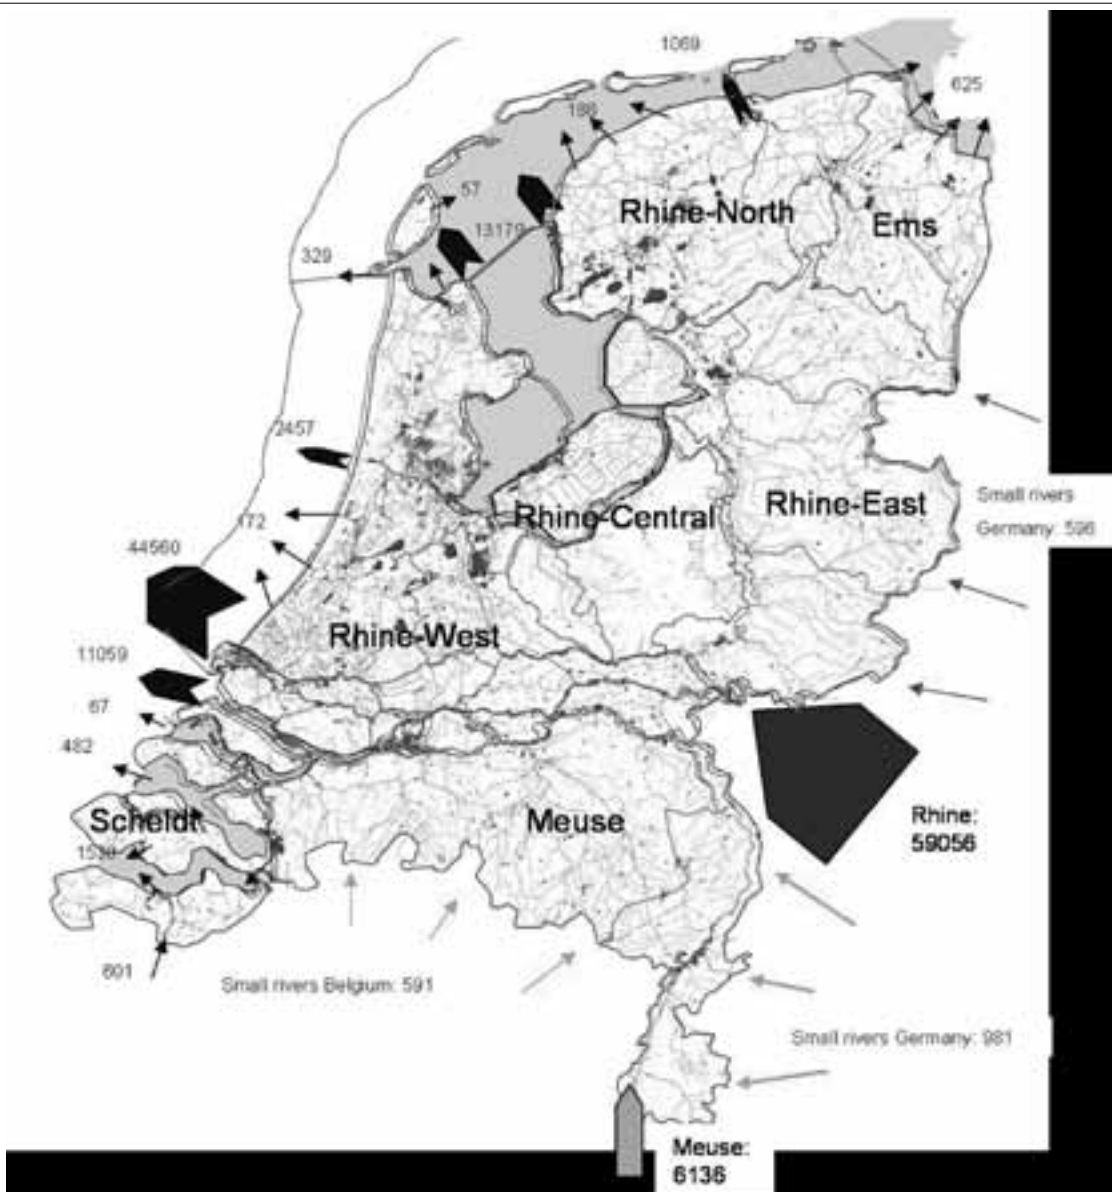 1069
625
186
57
Rhine-North
Ems
13179
329
2457
Rhine-East
Small rivers
Rhine-Central
172
Germany: 596
44560
Rhine-West
11059
67
482
Scheldt
Meuse
Rhine:
59056
801
Small rivers Belgium: 591
Small rivers Germany: 981
Meuse:
6136